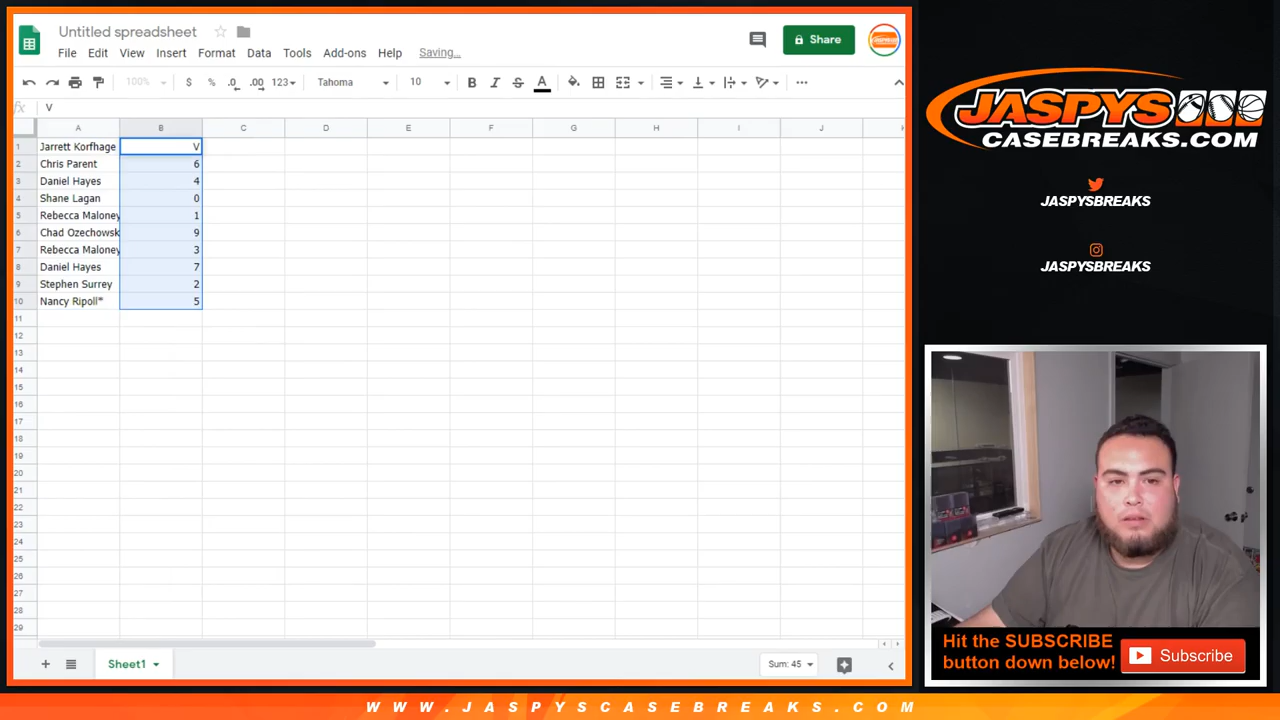 Untitled spreadsheet
File Edit View Insert Format Data Tools Add-ons Help Saving...
Share
100% $ % .0 .00 123 Tahoma 10 B I S A ...
fx V
A B C D E F G H I J
1 Jarrett Korfhage V
2 Chris Parent 6
3 Daniel Hayes 4
4 Shane Lagan 0
5 Rebecca Maloney 1
6 Chad Ozechowsk 9
7 Rebecca Maloney 3
8 Daniel Hayes 7
9 Stephen Surrey 2
10 Nancy Ripoll* 5
11
12
13
14
15
16
17
18
19
20
21
22
23
24
25
26
27
28
29
Sheet1
Sum: 45
JASPYS
CASEBREAKS.COM
JASPYSBREAKS
JASPYSBREAKS
Hit the SUBSCRIBE
button down below!
Subscribe
WWW.JASPYSCASEBREAKS.COM